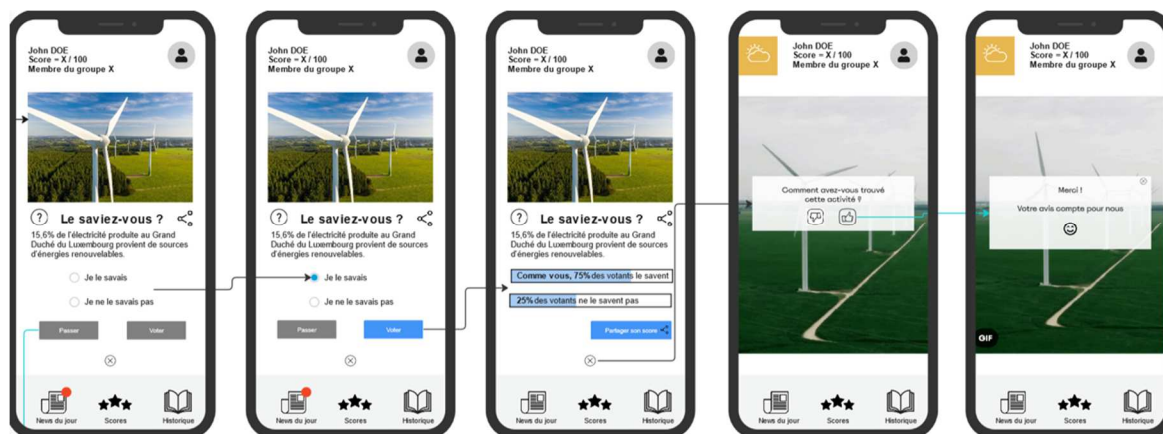 John DOE
Score = X / 100
Membre du groupe X
Le saviez-vous ?
15,6% de l'électricité produite au Grand
Duché du Luxembourg provient de sources
d'énergies renouvelables.
Je le savais
Je ne le savais pas
Passer
Voter
News du jour
Scores
Historique
John DOE
Score = X / 100
Membre du groupe X
Le saviez-vous ?
15,6% de l'électricité produite au Grand
Duché du Luxembourg provient de sources
d'énergies renouvelables.
Je le savais
Je ne le savais pas
Passer
Voter
News du jour
Scores
Historique
John DOE
Score = X / 100
Membre du groupe X
Le saviez-vous ?
15,6% de l'électricité produite au Grand
Duché du Luxembourg provient de sources
d'énergies renouvelables.
Comme vous, 75% des votants le savent
25% des votants ne le savent pas
Partager son score
News du jour
Scores
Historique
John DOE
Score = X / 100
Membre du groupe X
Comment avez-vous trouvé
cette activité ?
News du jour
Scores
Historique
John DOE
Score = X / 100
Membre du groupe X
Merci !
Votre avis compte pour nous
GIF
News du jour
Scores
Historique